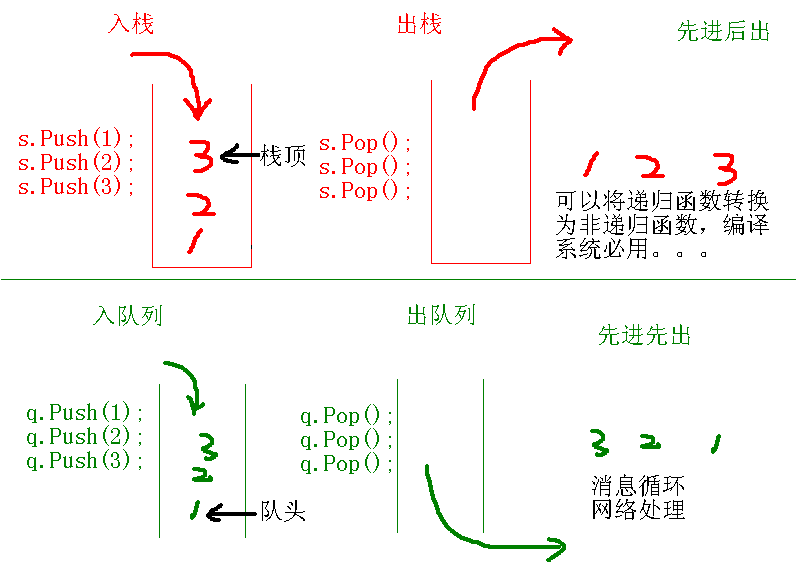 入栈
出栈
先进后出
s.Push(1);
s.Push(2);
s.Push(3);
3
2
1
栈顶
s.Pop();
s.Pop();
s.Pop();
1 2 3
可以将递归函数转换
为非递归函数，编译
系统必用。。。
入队列
出队列
先进先出
q.Push(1);
q.Push(2);
q.Push(3);
3
2
1
队头
q.Pop();
q.Pop();
q.Pop();
3 2 1
消息循环
网络处理